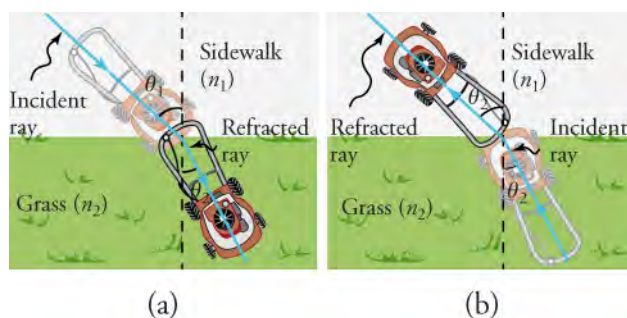 Sidewalk
(n₁)
θ₁
Incident
ray
Refracted
ray
θ₂
Grass (n₂)
(a)
Sidewalk
(n₁)
θ₂
Refracted
ray
Incident
ray
θ₂
Grass (n₂)
(b)